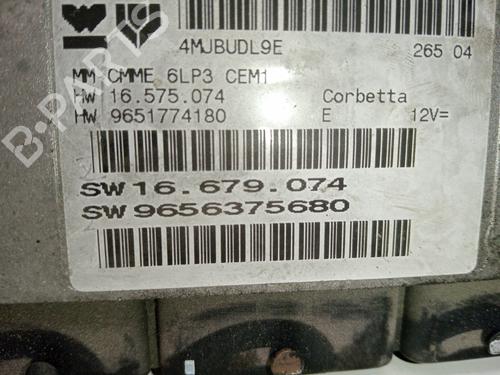 4MJBUDL9E 265 04
MM CMME 6LP3 CEM1
HW 16.575.074 Corbetta
HW 9651774180 E 12V=
SW 16.679.074
SW 9656375680
B-PARTS